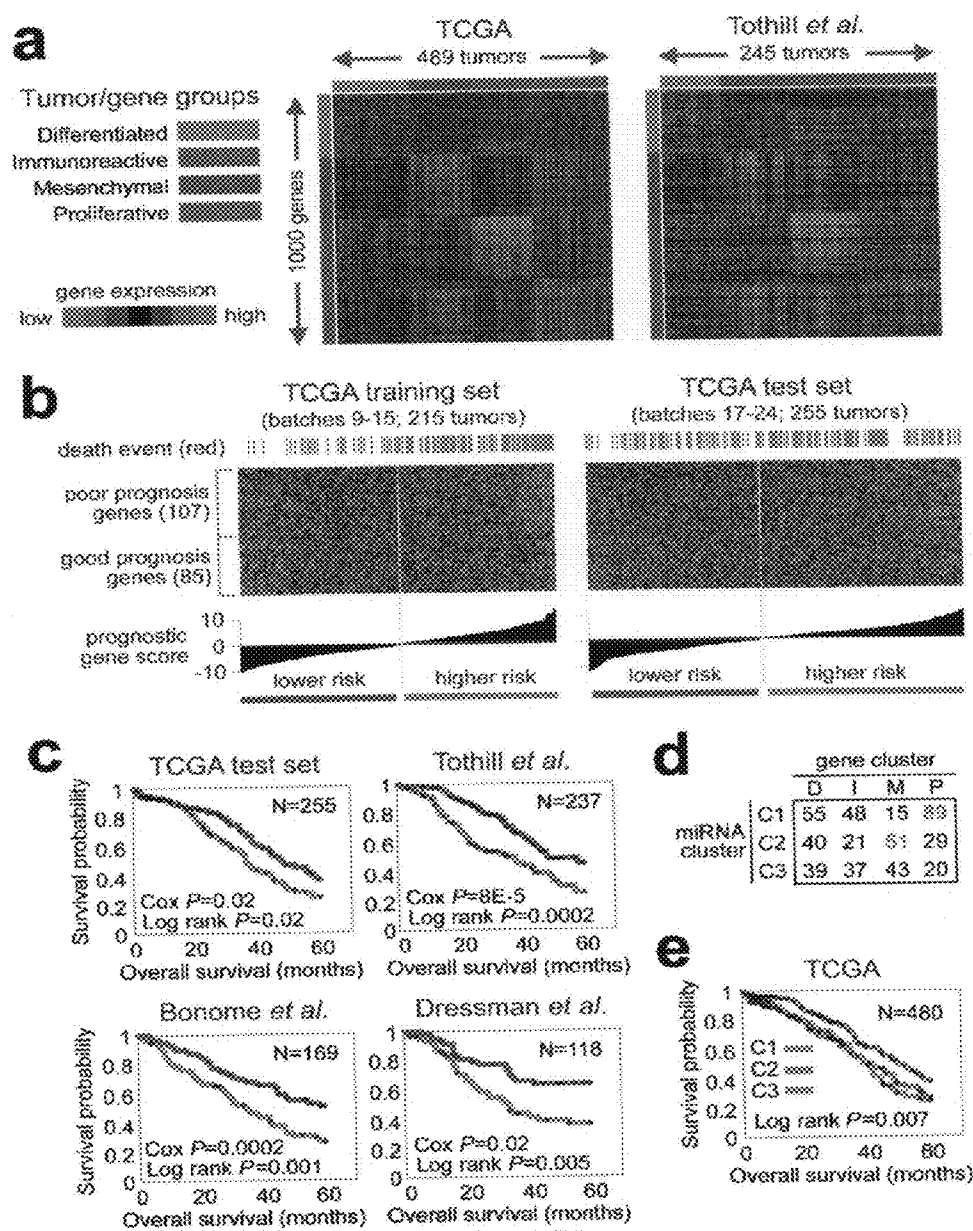 a
TCGA
489 tumors
Tothill et al.
245 tumors
Tumor/gene groups
Differentiated
Immunoreactive
Mesenchymal
Proliferative
gene expression
low
high
1000 genes
b
TCGA training set
(batches 9-15; 215 tumors)
TCGA test set
(batches 17-24; 255 tumors)
death event (red)
poor prognosis
genes (107)
good prognosis
genes (85)
prognostic
gene score
10
0
-10
lower risk
higher risk
lower risk
higher risk
c
TCGA test set
N=255
Survival probability
1
0.8
0.6
0.4
0.2
0
Cox P=0.02
Log rank P=0.02
0 20 40 60
Overall survival (months)
Tothill et al.
N=237
1
0.8
0.6
0.4
0.2
0
Cox P=8E-5
Log rank P=0.0002
0 20 40 60
Overall survival (months)
Bonome et al.
N=169
Survival probability
1
0.8
0.6
0.4
0.2
0
Cox P=0.0002
Log rank P=0.001
0 20 40 60
Overall survival (months)
Dressman et al.
N=118
1
0.8
0.6
0.4
0.2
0
Cox P=0.02
Log rank P=0.005
0 20 40 60
Overall survival (months)
d
gene cluster
D I M P
miRNA
cluster
C1 55 48 15 89
C2 40 21 51 29
C3 39 37 43 20
e
TCGA
N=480
Survival probability
1
0.8
0.6
0.4
0.2
0
C1
C2
C3
Log rank P=0.007
0 20 40 60
Overall survival (months)